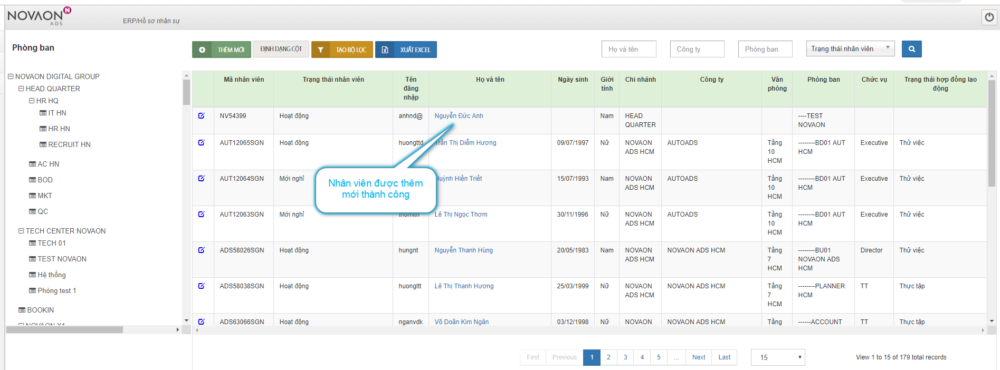 NOVAON
ADS
ERP/Hồ sơ nhân sự
Phòng ban
THÊM MỚI
ĐỊNH DẠNG CỘT
TẠO BỘ LỌC
XUẤT EXCEL
Họ và tên
Công ty
Phòng ban
Trạng thái nhân viên
NOVAON DIGITAL GROUP
HEAD QUARTER
HR HQ
IT HN
HR HN
RECRUIT HN
AC HN
BOD
MKT
QC
TECH CENTER NOVAON
TECH 01
TEST NOVAON
Hệ thống
Phòng test 1
BOOKIN
NOVAON X1
Mã nhân viên
Trạng thái nhân viên
Tên
đăng
nhập
Họ và tên
Ngày sinh
Giới
tính
Chi nhánh
Công ty
Văn
phòng
Phòng ban
Chức vụ
Trạng thái hợp đồng lao
động
NV54399
Hoạt động
anhnd@
Nguyễn Đức Anh
Nam
HEAD
QUARTER
----TEST
NOVAON
AUT12065SGN
Hoạt động
huongttd
Trần Thị Diễm Hương
09/07/1997
Nữ
NOVAON
ADS HCM
AUTOADS
Tầng
10
HCM
--------BD01 AUT
HCM
Executive
Thử việc
AUT12064SGN
Mới nghỉ
Huỳnh Hiền Triết
15/07/1993
Nam
NOVAON
ADS HCM
AUTOADS
Tầng
10
HCM
--------BD01 AUT
HCM
Executive
Thử việc
Nhân viên được thêm
mới thành công
AUT12063SGN
Mới nghỉ
Lê Thị Ngọc Thơm
30/11/1996
Nữ
NOVAON
ADS HCM
AUTOADS
Tầng
10
HCM
--------BD01 AUT
HCM
Executive
Thử việc
ADS58026SGN
Hoạt động
hungnt
Nguyễn Thanh Hùng
20/05/1983
Nam
NOVAON
ADS HCM
NOVAON ADS HCM
Tầng
7
HCM
--------BU01
NOVAON ADS
HCM
Director
Thử việc
ADS58038SGN
Hoạt động
huongltt
Lê Thị Thanh Hương
25/03/1999
Nữ
NOVAON
ADS HCM
NOVAON ADS HCM
Tầng
7
HCM
--------PLANNER
HCM
TT
Thực tập
ADS63066SGN
Hoạt động
nganvdk
Võ Doãn Kim Ngân
03/12/1998
Nữ
NOVAON
NOVAON ADS HCM
Tầng
------ACCOUNT
TT
Thực tập
First
Previous
1
2
3
4
5
...
Next
Last
15
View 1 to 15 of 179 total records